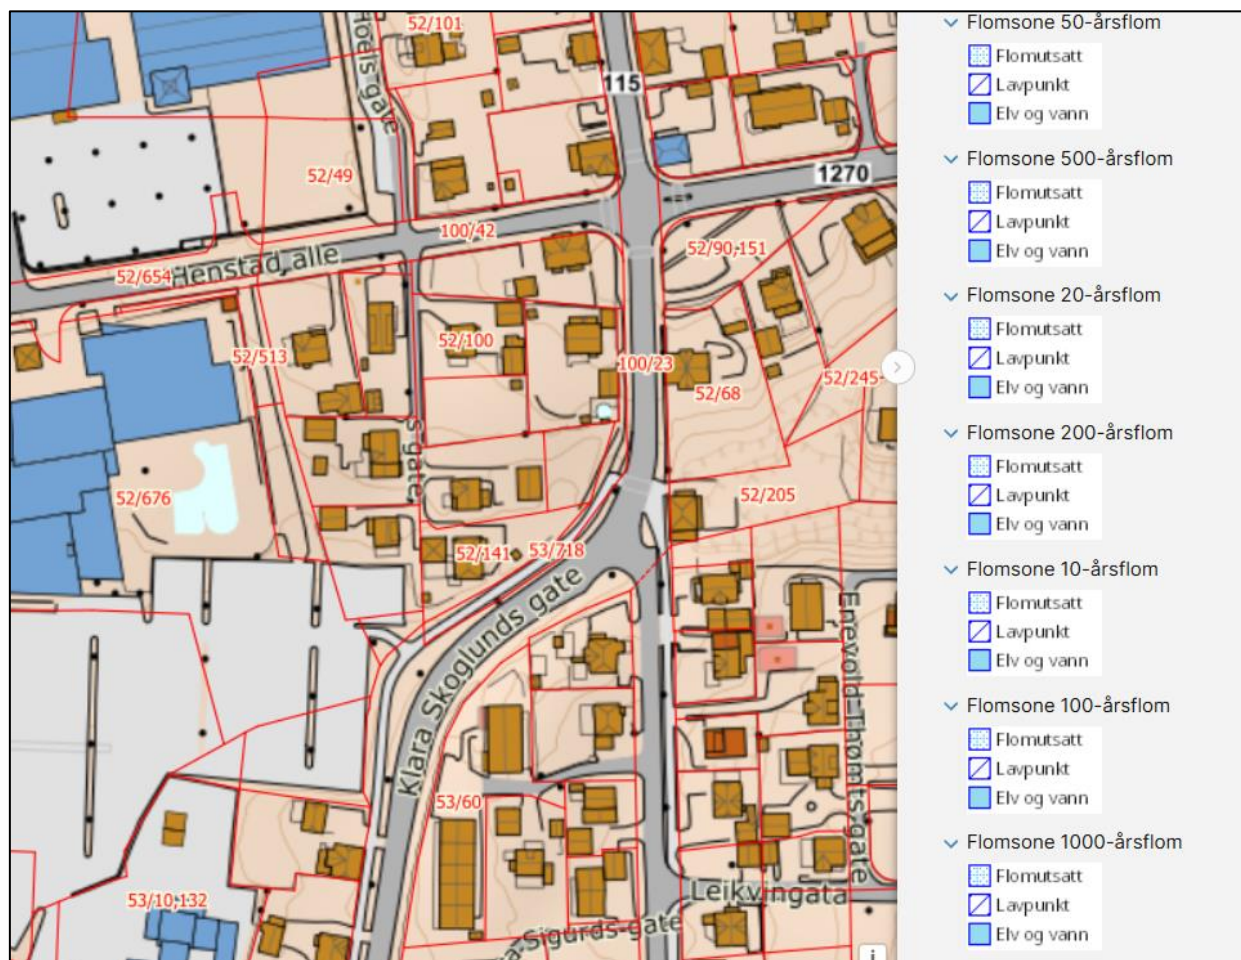 52/101
Hoels gate
115
52/49
1270
100/42
52/90,151
52/654
Henstad alle
52/513
52/100
100/23
52/68
52/245
s gate
52/676
52/205
52/141
53/718
Klara Skoglunds gate
Enevold Thømts gate
53/60
53/10,132
Leikvingata
Sigurds gate
i
Flomsone 50-årsflom
Flomutsatt
Lavpunkt
Elv og vann
Flomsone 500-årsflom
Flomutsatt
Lavpunkt
Elv og vann
Flomsone 20-årsflom
Flomutsatt
Lavpunkt
Elv og vann
Flomsone 200-årsflom
Flomutsatt
Lavpunkt
Elv og vann
Flomsone 10-årsflom
Flomutsatt
Lavpunkt
Elv og vann
Flomsone 100-årsflom
Flomutsatt
Lavpunkt
Elv og vann
Flomsone 1000-årsflom
Flomutsatt
Lavpunkt
Elv og vann